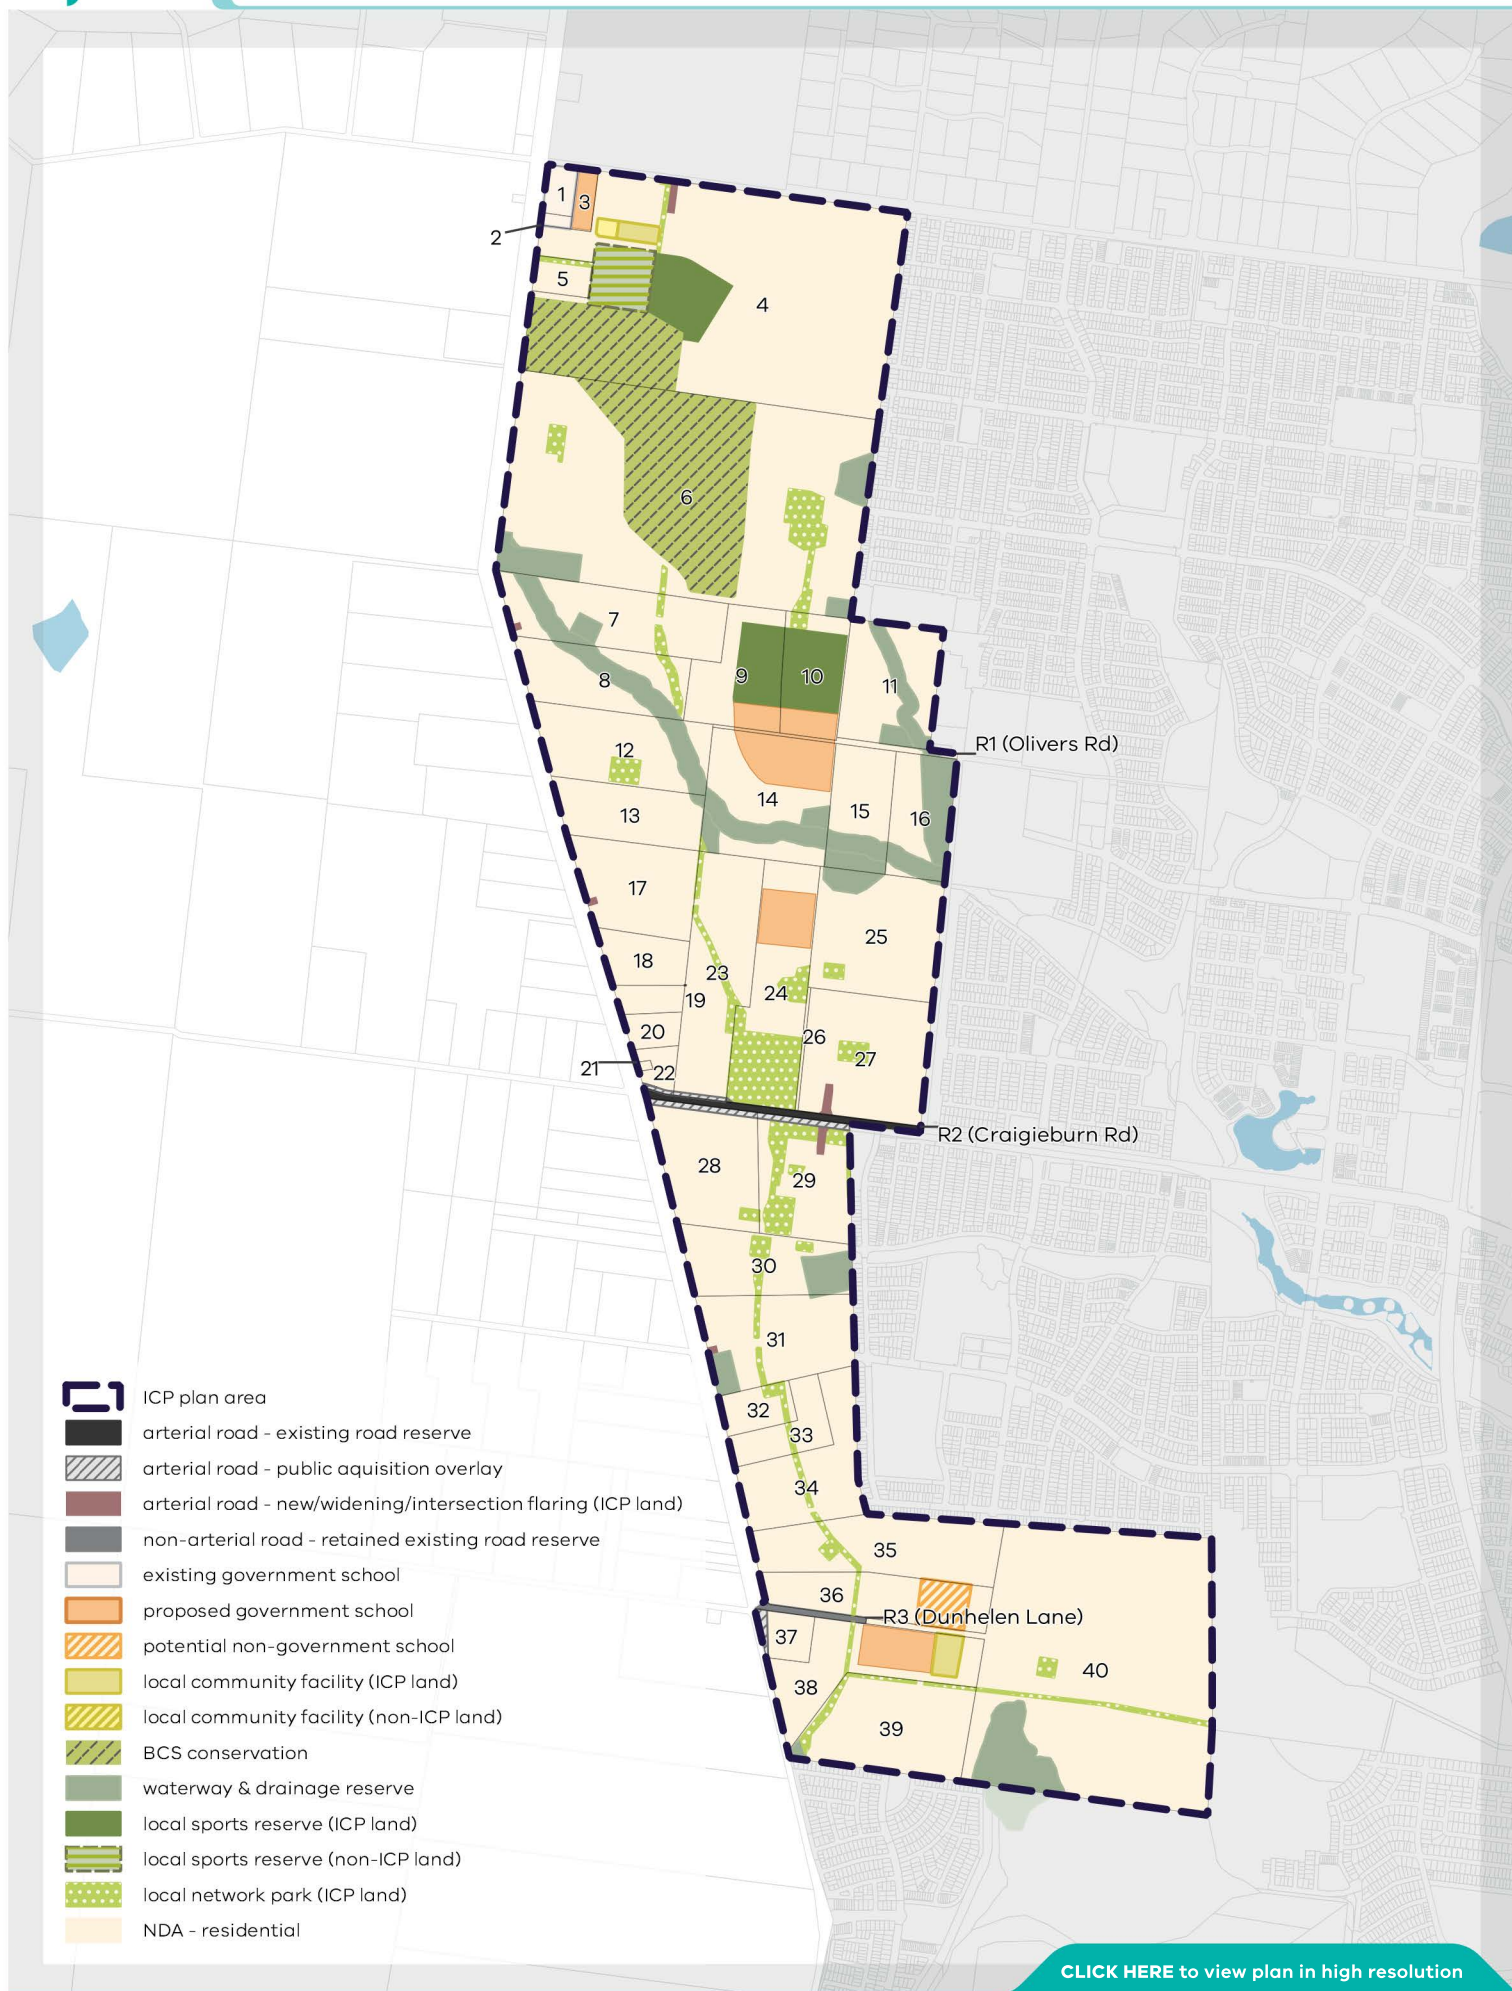 1
3
2
5
4
6
7
8
9
10
11
R1 (Olivers Rd)
12
14
15
16
13
17
25
18
23
24
19
26
20
27
21
22
R2 (Craigieburn Rd)
28
29
30
31
32
33
34
35
36
R3 (Dunhelen Lane)
37
40
38
39
ICP plan area
arterial road - existing road reserve
arterial road - public aquisition overlay
arterial road - new/widening/intersection flaring (ICP land)
non-arterial road - retained existing road reserve
existing government school
proposed government school
potential non-government school
local community facility (ICP land)
local community facility (non-ICP land)
BCS conservation
waterway & drainage reserve
local sports reserve (ICP land)
local sports reserve (non-ICP land)
local network park (ICP land)
NDA - residential
CLICK HERE to view plan in high resolution